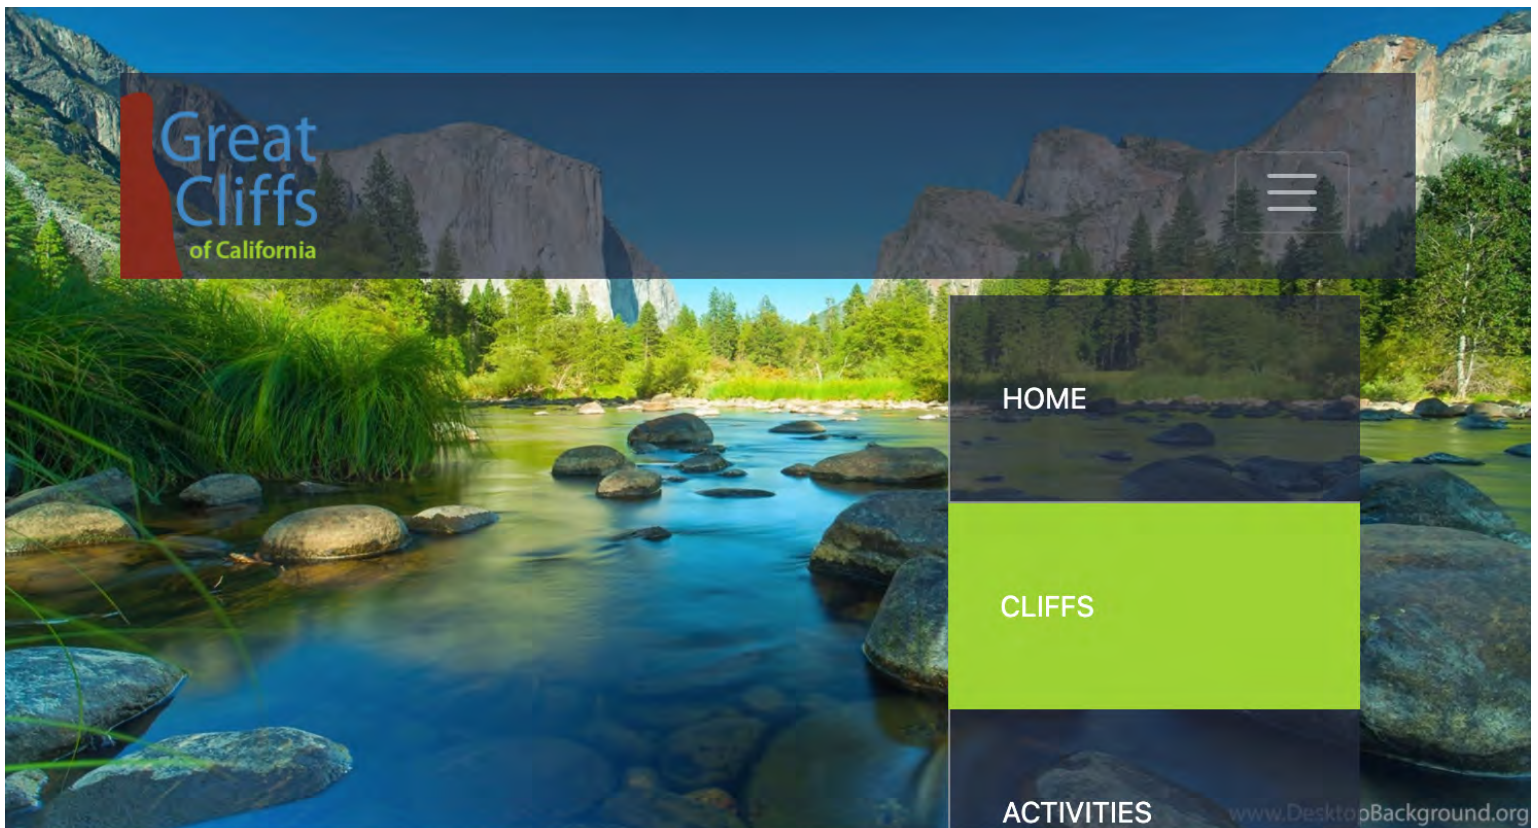 Great
Cliffs
of California
HOME
CLIFFS
ACTIVITIES
www.DesktopBackground.org